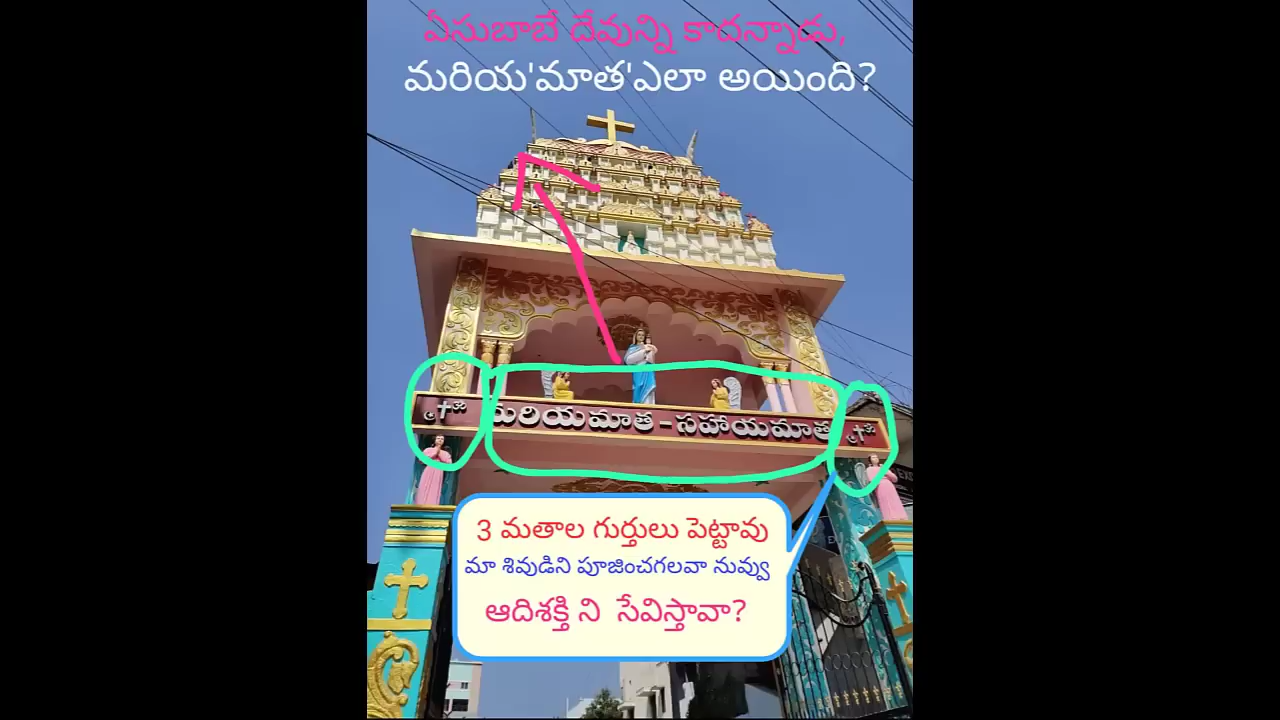 ఏసుబాబే దేవున్ని కాదన్నాడు,
మరియ'మాత'ఎలా అయింది?
మరియమాత - సహాయమాత
3 మతాల గుర్తులు పెట్టావు
మా శివుడిని పూజించగలవా నువ్వు
ఆదిశక్తి ని సేవిస్తావా?